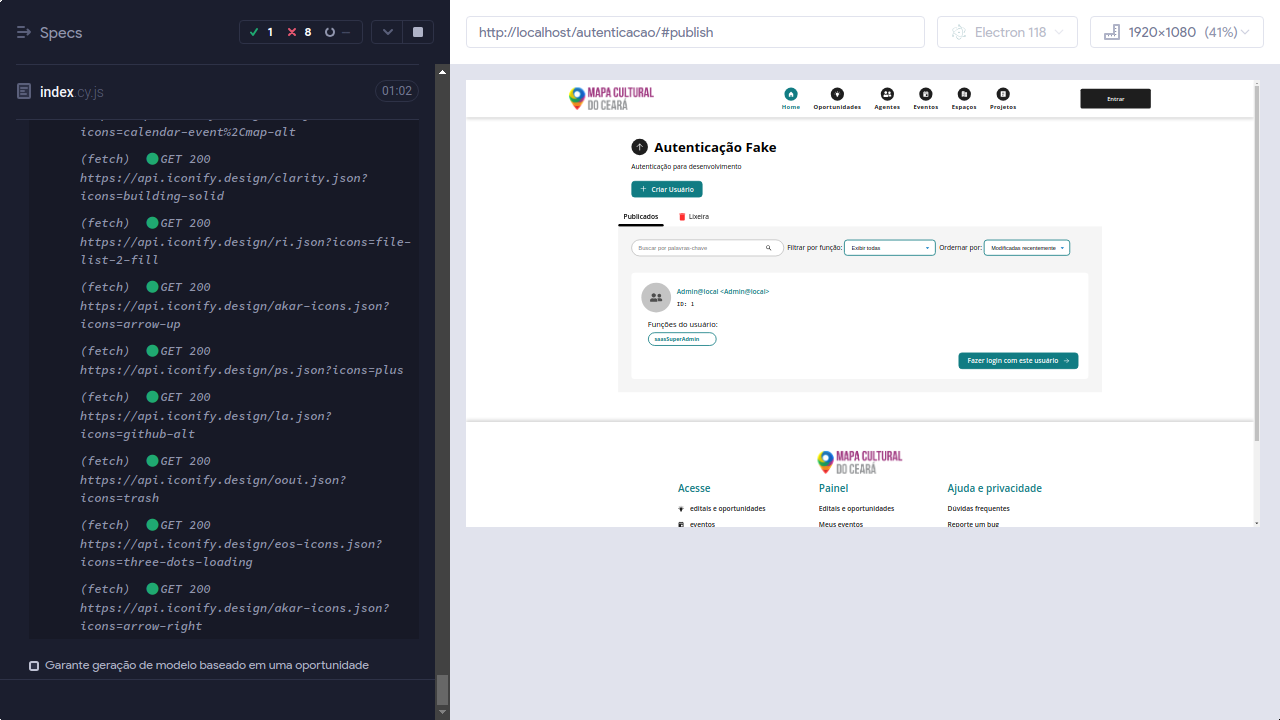 Specs
1
8
--
http://localhost/autenticacao/#publish
Electron 118
1920×1080 (41%)
index.cy.js
01:02
icons=calendar-event%2Cmap-alt
(fetch) GET 200
https://api.iconify.design/clarity.json?
icons=building-solid
(fetch) GET 200
https://api.iconify.design/ri.json?icons=file-
list-2-fill
(fetch) GET 200
https://api.iconify.design/akar-icons.json?
icons=arrow-up
(fetch) GET 200
https://api.iconify.design/ps.json?icons=plus
(fetch) GET 200
https://api.iconify.design/la.json?
icons=github-alt
(fetch) GET 200
https://api.iconify.design/ooui.json?
icons=trash
(fetch) GET 200
https://api.iconify.design/eos-icons.json?
icons=three-dots-loading
(fetch) GET 200
https://api.iconify.design/akar-icons.json?
icons=arrow-right
Garante geração de modelo baseado em uma oportunidade
MAPA CULTURAL
DO CEARÁ
Home
Oportunidades
Agentes
Eventos
Espaços
Projetos
Entrar
Autenticação Fake
Autenticação para desenvolvimento
Criar Usuário
Publicados
Lixeira
Buscar por palavras-chave
Filtrar por função:
Exibir todas
Ordernar por:
Modificadas recentemente
Admin@local <Admin@local>
ID: 1
Funções do usuário:
saasSuperAdmin
Fazer login com este usuário
MAPA CULTURAL
DO CEARÁ
Acesse
Painel
Ajuda e privacidade
editais e oportunidades
Editais e oportunidades
Dúvidas frequentes
eventos
Meus eventos
Reporte um bug